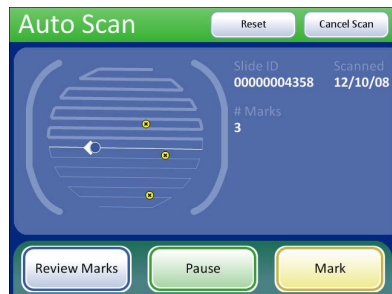 Auto Scan
Reset
Cancel Scan
Slide ID
Scanned
00000004358
12/10/08
# Marks
3
Review Marks
Pause
Mark